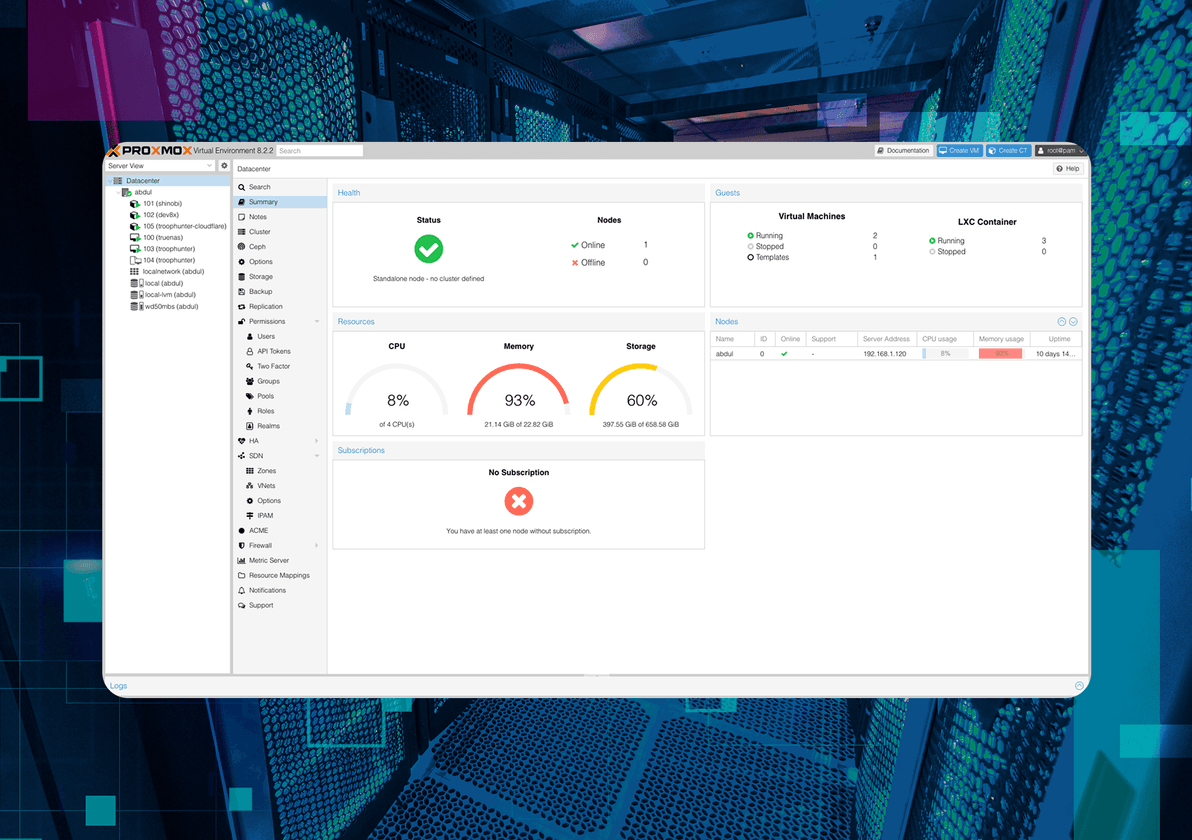 PROXMOX Virtual Environment 8.2.2 Search Documentation Create VM Create CT root@pam
Server View
Datacenter
abdul
101 (shinobi)
102 (dev8x)
105 (troophunter-cloudflare)
100 (truenas)
103 (troophunter)
104 (troophunter)
localnetwork (abdul)
local (abdul)
local-lvm (abdul)
wd50mbs (abdul)
Datacenter Help
Search
Summary
Notes
Cluster
Ceph
Options
Storage
Backup
Replication
Permissions
Users
API Tokens
Two Factor
Groups
Pools
Roles
Realms
HA
SDN
Zones
VNets
Options
IPAM
ACME
Firewall
Metric Server
Resource Mappings
Notifications
Support
Health
Status Nodes
Online 1
Offline 0
Standalone node - no cluster defined
Guests
Virtual Machines
Running 2
Stopped 0
Templates 1
LXC Container
Running 3
Stopped 0
Resources
CPU Memory Storage
8% 93% 60%
of 4 CPU(s) 21.14 GiB of 22.82 GiB 397.55 GiB of 658.58 GiB
Nodes
Name ID Online Support Server Address CPU usage Memory usage Uptime
abdul 0 - 192.168.1.120 8% 10 days 14...
Subscriptions
No Subscription
You have at least one node without subscription.
Logs